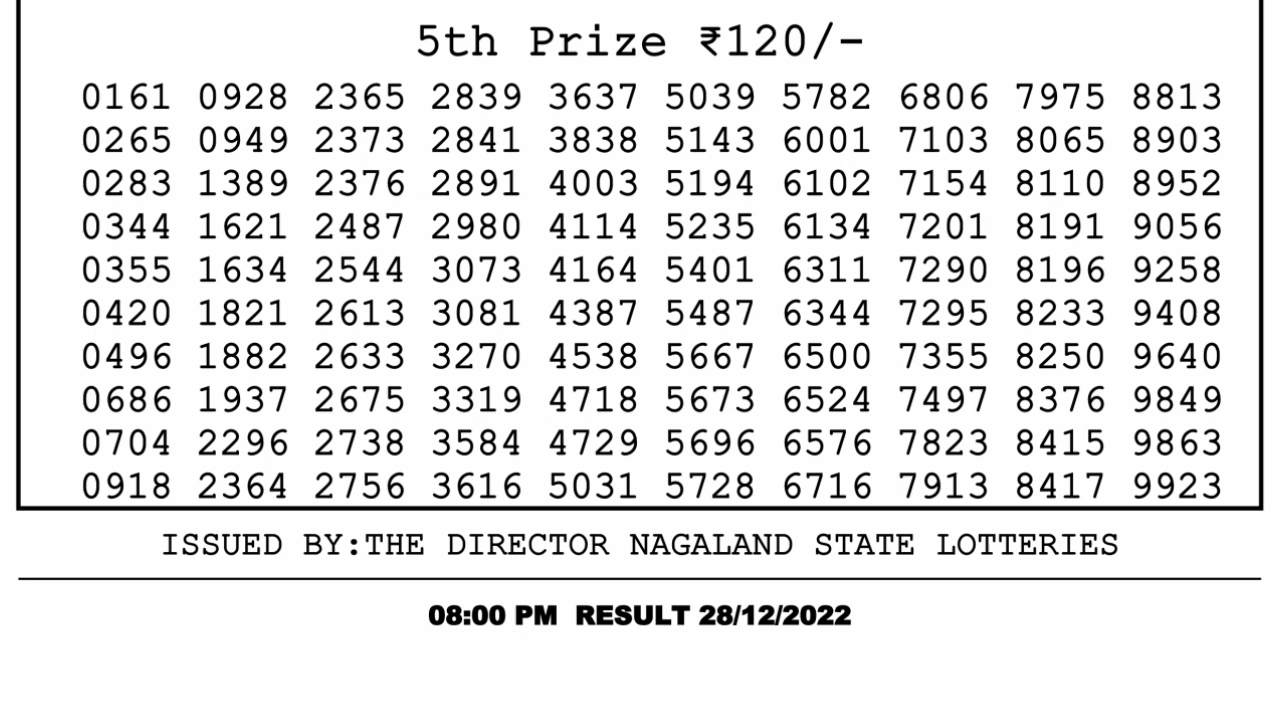 5th Prize ₹120/-
0161 0928 2365 2839 3637 5039 5782 6806 7975 8813
0265 0949 2373 2841 3838 5143 6001 7103 8065 8903
0283 1389 2376 2891 4003 5194 6102 7154 8110 8952
0344 1621 2487 2980 4114 5235 6134 7201 8191 9056
0355 1634 2544 3073 4164 5401 6311 7290 8196 9258
0420 1821 2613 3081 4387 5487 6344 7295 8233 9408
0496 1882 2633 3270 4538 5667 6500 7355 8250 9640
0686 1937 2675 3319 4718 5673 6524 7497 8376 9849
0704 2296 2738 3584 4729 5696 6576 7823 8415 9863
0918 2364 2756 3616 5031 5728 6716 7913 8417 9923
ISSUED BY:THE DIRECTOR NAGALAND STATE LOTTERIES
08:00 PM RESULT 28/12/2022